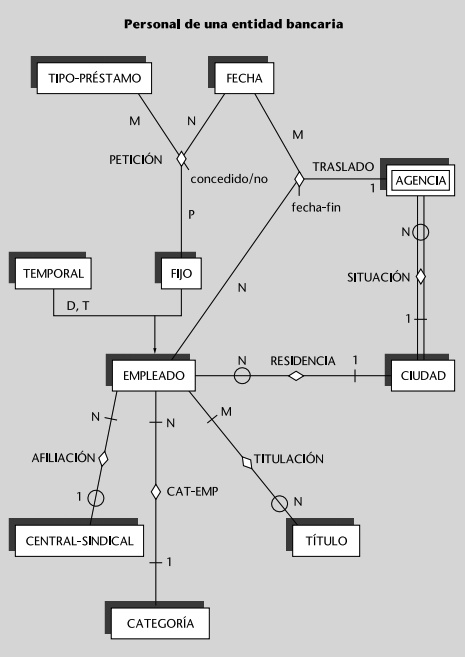 Personal de una entidad bancaria
TIPO-PRÉSTAMO
FECHA
M
N
M
PETICIÓN
concedido/no
TRASLADO
1
AGENCIA
fecha-fin
P
N
TEMPORAL
FIJO
SITUACIÓN
N
D, T
1
EMPLEADO
N
RESIDENCIA
1
CIUDAD
N
N
M
AFILIACIÓN
TITULACIÓN
1
CAT-EMP
N
CENTRAL-SINDICAL
TÍTULO
1
CATEGORÍA